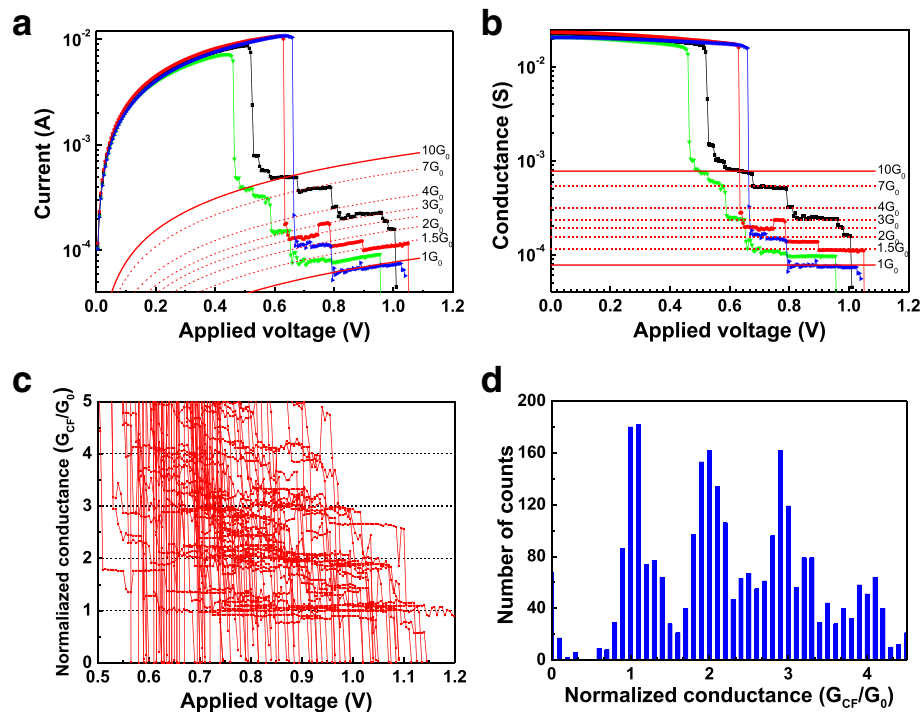 a
10⁻²
10⁻³
10⁻⁴
Current (A)
10G₀
7G₀
4G₀
3G₀
2G₀
1.5G₀
1G₀
0.0 0.2 0.4 0.6 0.8 1.0 1.2
Applied voltage (V)
b
10⁻²
10⁻³
10⁻⁴
Conductance (S)
10G₀
7G₀
4G₀
3G₀
2G₀
1.5G₀
1G₀
0.0 0.2 0.4 0.6 0.8 1.0 1.2
Applied voltage (V)
c
5
4
3
2
1
0
Normalized conductance (G_CF/G₀)
0.5 0.6 0.7 0.8 0.9 1.0 1.1 1.2
Applied voltage (V)
d
200
160
120
80
40
0
Number of counts
0 1 2 3 4
Normalized conductance (G_CF/G₀)